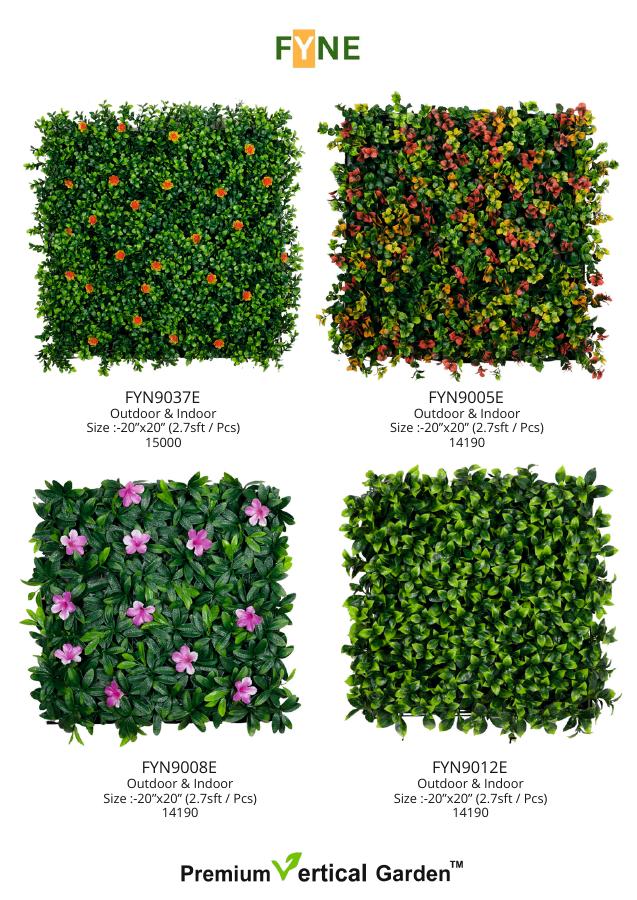 FYNE
FYN9037E
Outdoor & Indoor
Size :-20”x20” (2.7sft / Pcs)
15000
FYN9005E
Outdoor & Indoor
Size :-20”x20” (2.7sft / Pcs)
14190
FYN9008E
Outdoor & Indoor
Size :-20”x20” (2.7sft / Pcs)
14190
FYN9012E
Outdoor & Indoor
Size :-20”x20” (2.7sft / Pcs)
14190
Premium Vertical Garden™